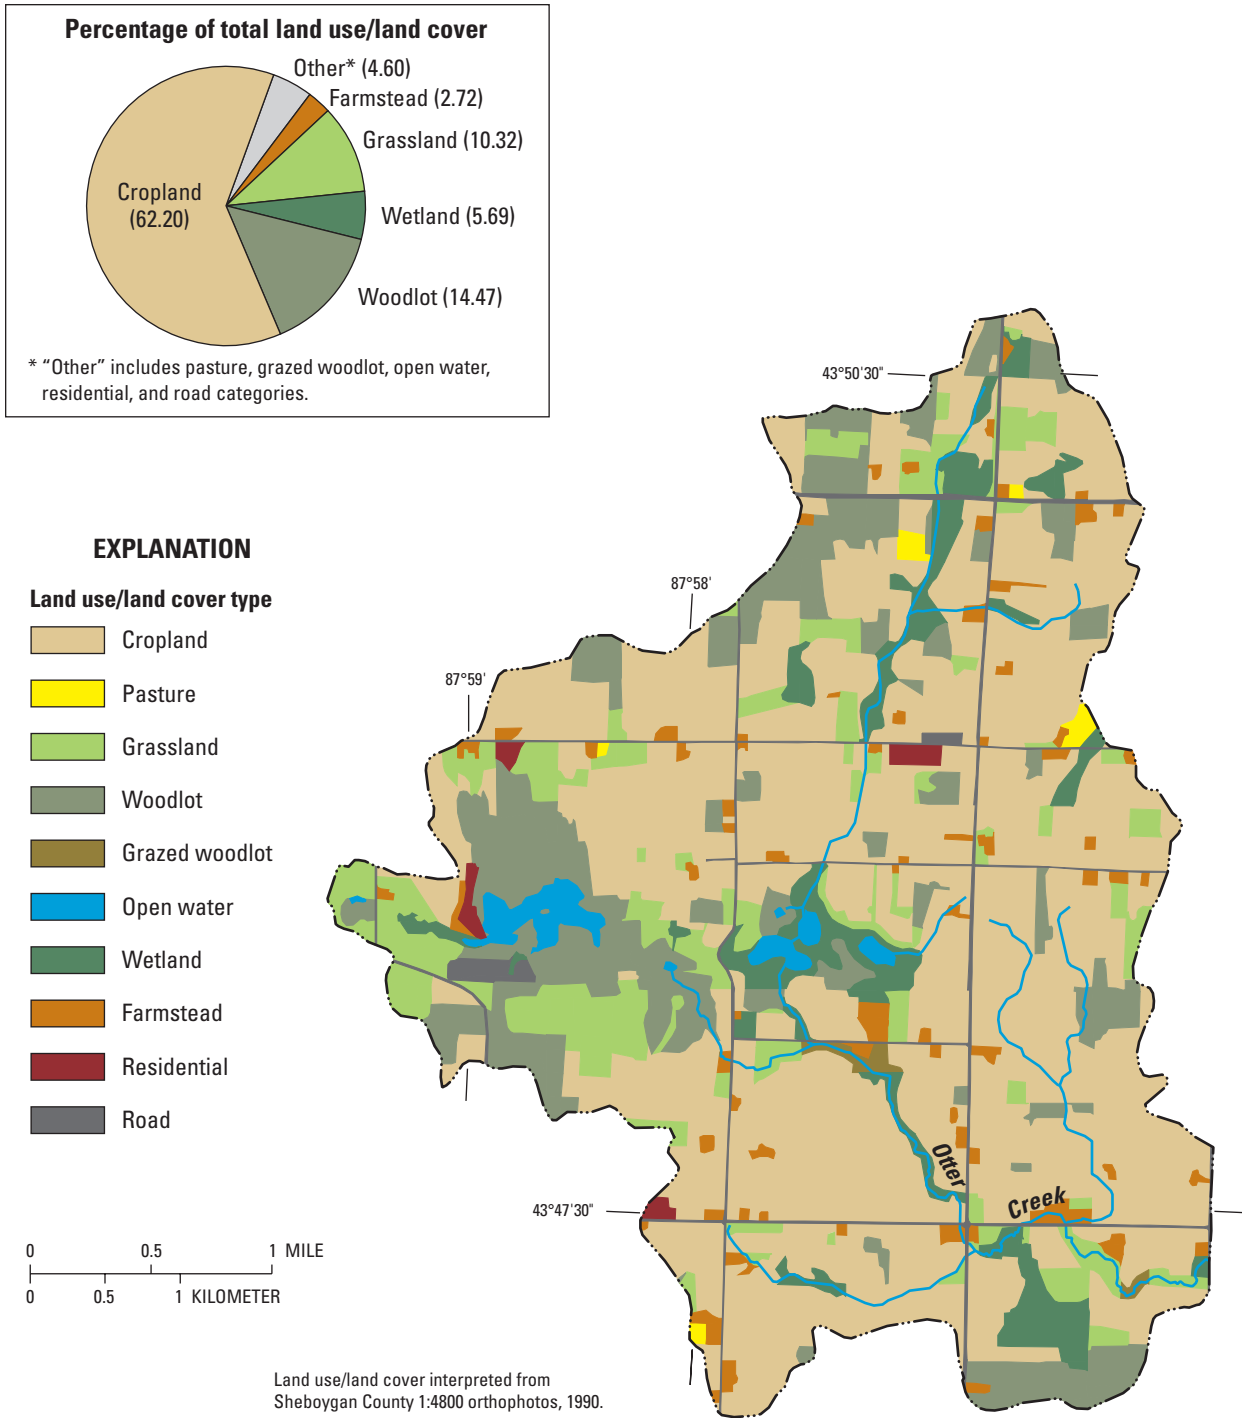 Percentage of total land use/land cover
Other* (4.60)
Farmstead (2.72)
Grassland (10.32)
Cropland
(62.20)
Wetland (5.69)
Woodlot (14.47)
* “Other” includes pasture, grazed woodlot, open water,
residential, and road categories.
43°50'30"
87°58'
87°59'
EXPLANATION
Land use/land cover type
Cropland
Pasture
Grassland
Woodlot
Grazed woodlot
Open water
Wetland
Farmstead
Residential
Road
Otter
Creek
43°47'30"
0 0.5 1 MILE
0 0.5 1 KILOMETER
Land use/land cover interpreted from
Sheboygan County 1:4800 orthophotos, 1990.